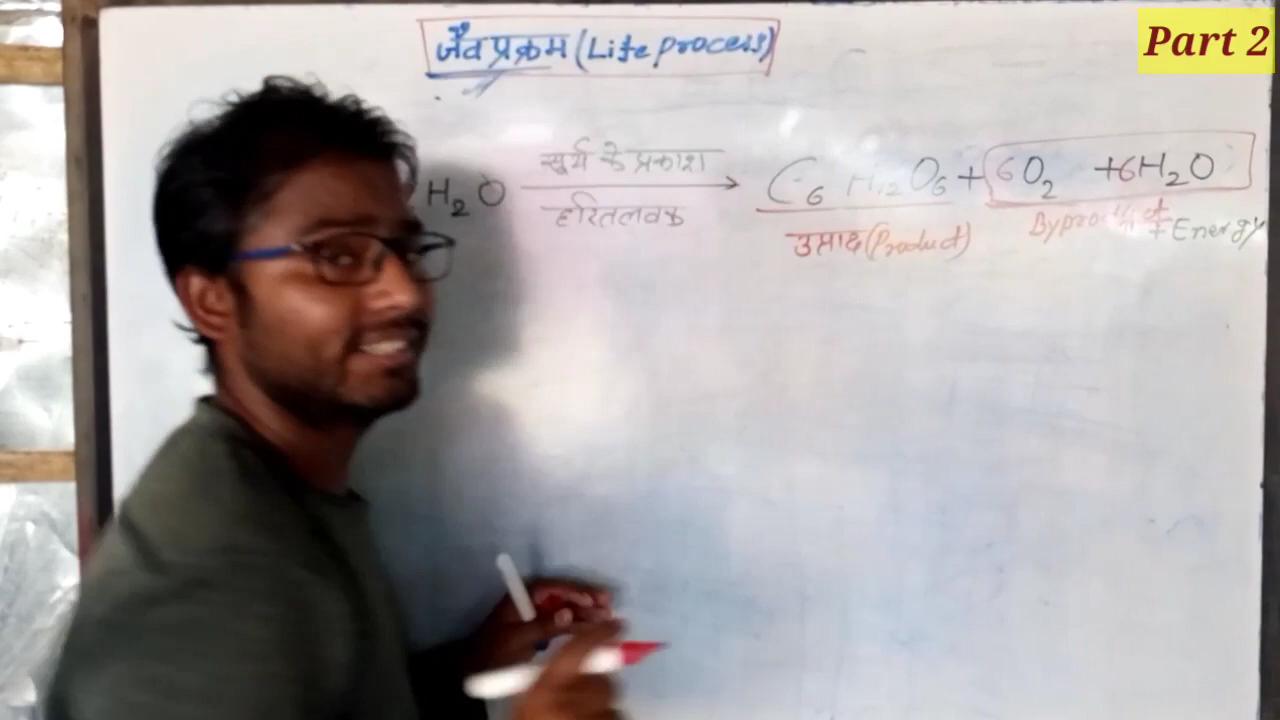 Part 2
जैव प्रक्रम (Life process)
H₂O सूर्य के प्रकाश → C₆H₁₂O₆ + 6O₂ + 6H₂O
हरितलवक
उत्पाद (Product) Byproduct + Energy